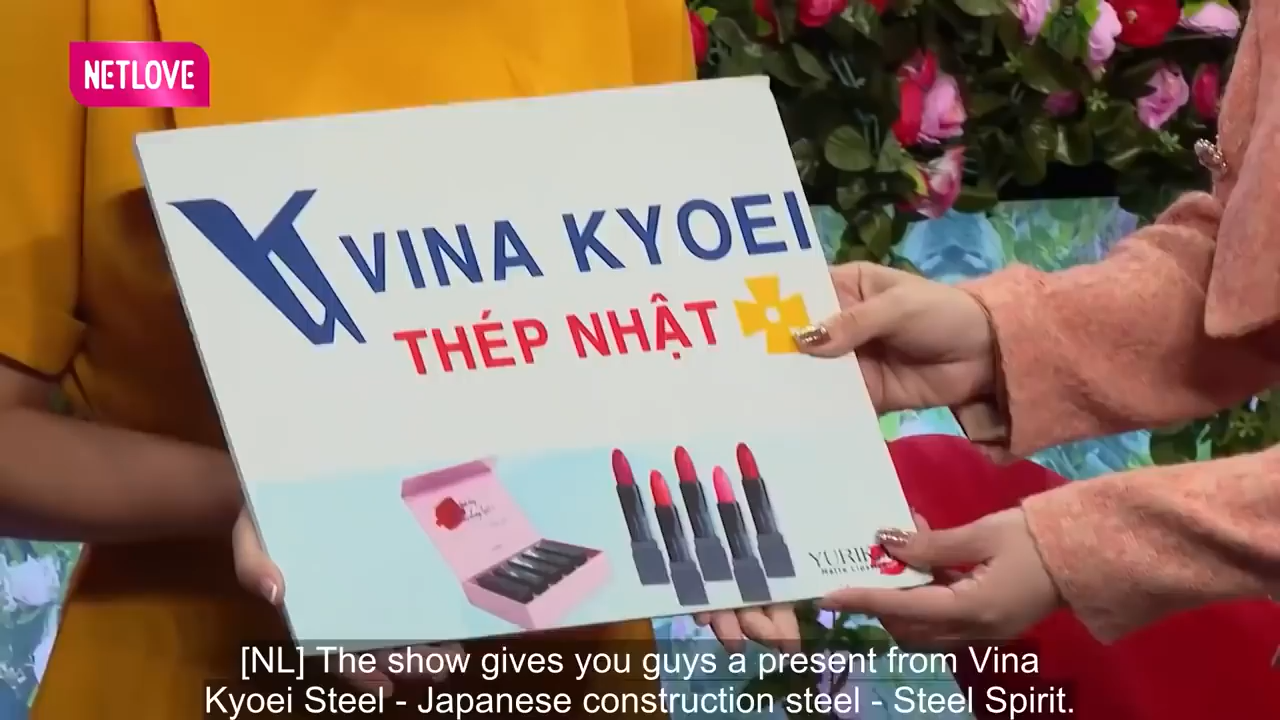 NETLOVE
VINA KYOEI
THÉP NHẬT
Matte
[NL] The show gives you guys a present from Vina
Kyoei Steel - Japanese construction steel - Steel Spirit.